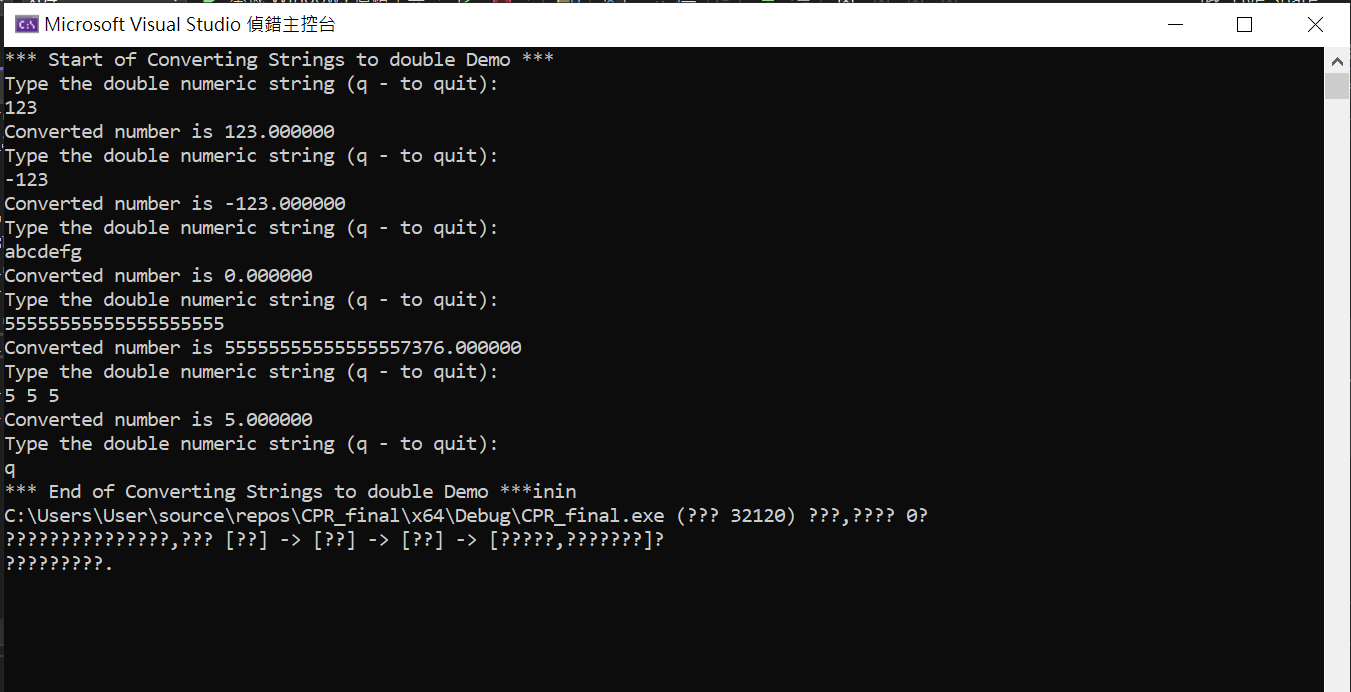 Microsoft Visual Studio 偵錯主控台
*** Start of Converting Strings to double Demo ***
Type the double numeric string (q - to quit):
123
Converted number is 123.000000
Type the double numeric string (q - to quit):
-123
Converted number is -123.000000
Type the double numeric string (q - to quit):
abcdefg
Converted number is 0.000000
Type the double numeric string (q - to quit):
55555555555555555555
Converted number is 55555555555555557376.000000
Type the double numeric string (q - to quit):
5 5 5
Converted number is 5.000000
Type the double numeric string (q - to quit):
q
*** End of Converting Strings to double Demo ***inin
C:\Users\User\source\repos\CPR_final\x64\Debug\CPR_final.exe (??? 32120) ???,???? 0?
???????????????,??? [??] -> [??] -> [??] -> [?????,???????]?
?????????.